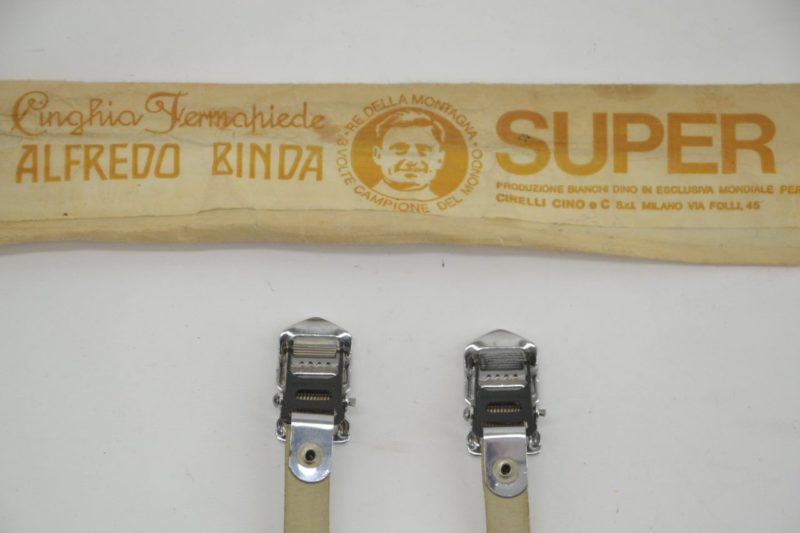 Cinghia Fermapiede
ALFREDO BINDA
3 VOLTE CAMPIONE DEL MONDO • RE DELLA MONTAGNA •
SUPER
PRODUZIONE BIANCHI DINO IN ESCLUSIVA MONDIALE PER
CINELLI CINO e C S.r.l. MILANO VIA FOLLI, 45